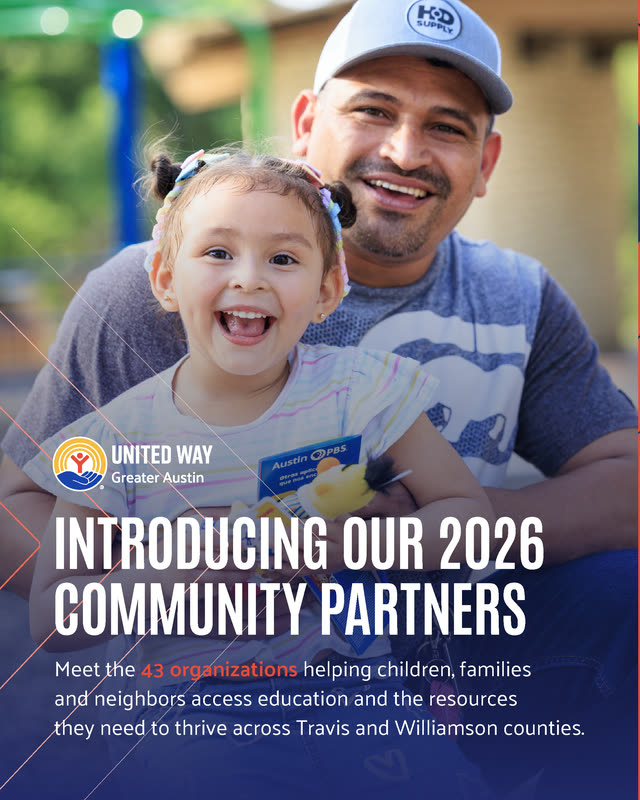 HD
SUPPLY
Austin PBS
UNITED WAY
Greater Austin
INTRODUCING OUR 2026
COMMUNITY PARTNERS
Meet the 43 organizations helping children, families
and neighbors access education and the resources
they need to thrive across Travis and Williamson counties.